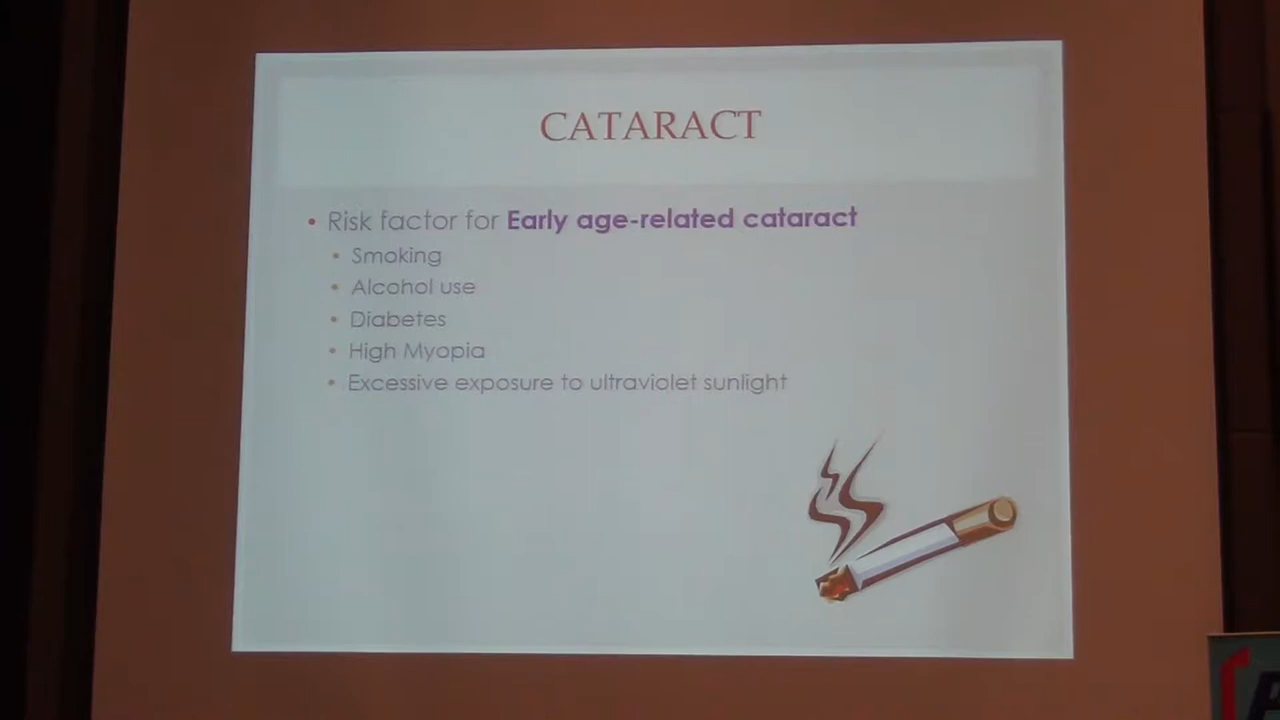 CATARACT
• Risk factor for Early age-related cataract
• Smoking
• Alcohol use
• Diabetes
• High Myopia
• Excessive exposure to ultraviolet sunlight